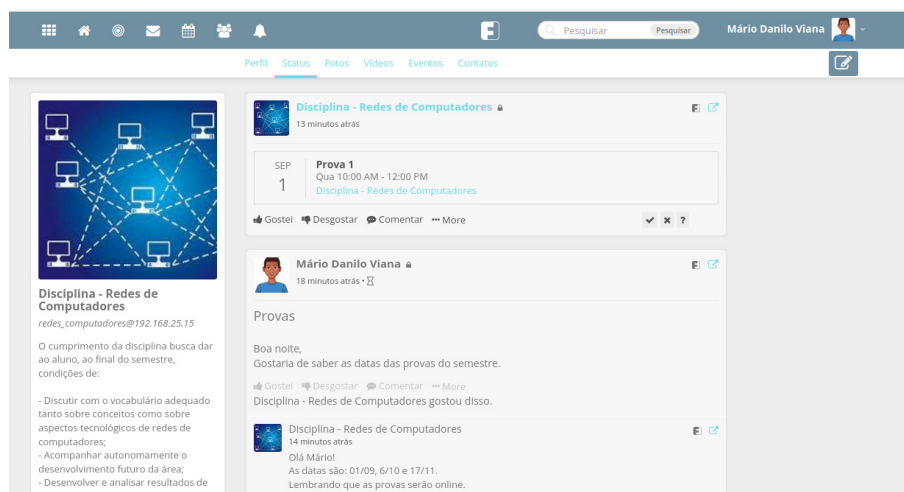 Pesquisar
Pesquisar
Mário Danilo Viana
Perfil Status Fotos Vídeos Eventos Contatos
Disciplina - Redes de
Computadores
redes_computadores@192.168.25.15
O cumprimento da disciplina busca dar
ao aluno, ao final do semestre,
condições de:
- Discutir com o vocabulário adequado
tanto sobre conceitos como sobre
aspectos tecnológicos de redes de
computadores;
- Acompanhar autonomamente o
desenvolvimento futuro da área;
- Desenvolver e analisar resultados de
Disciplina - Redes de Computadores
13 minutos atrás
SEP
1
Prova 1
Qua 10:00 AM - 12:00 PM
Disciplina - Redes de Computadores
Gostei Desgostar Comentar More
Mário Danilo Viana
18 minutos atrás •
Provas
Boa noite,
Gostaria de saber as datas das provas do semestre.
Gostei Desgostar Comentar More
Disciplina - Redes de Computadores gostou disso.
Disciplina - Redes de Computadores
14 minutos atrás
Olá Mário!
As datas são: 01/09, 6/10 e 17/11.
Lembrando que as provas serão online.